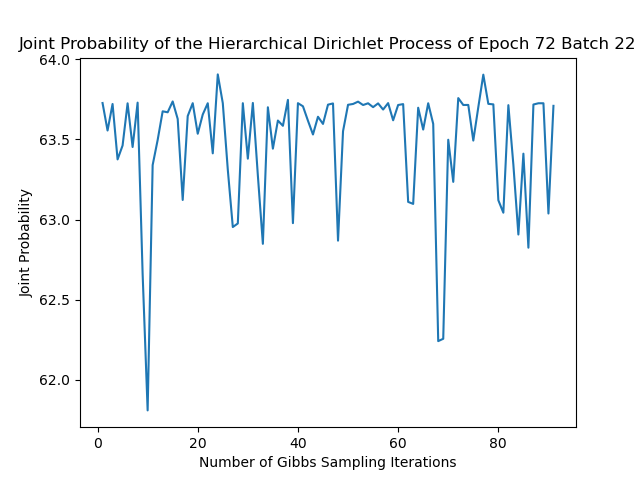 Joint Probability of the Hierarchical Dirichlet Process of Epoch 72 Batch 22
64.0
63.5
63.0
62.5
62.0
Joint Probability
0 20 40 60 80
Number of Gibbs Sampling Iterations